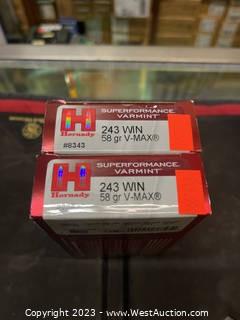 SUPERFORMANCE
VARMINT
H
Hornady
#8343
243 WIN
58 gr V-MAX®
SUPERFORMANCE
VARMINT
H
Hornady
243 WIN
58 gr V-MAX®
Copyright - 2023 - www.WestAuction.com